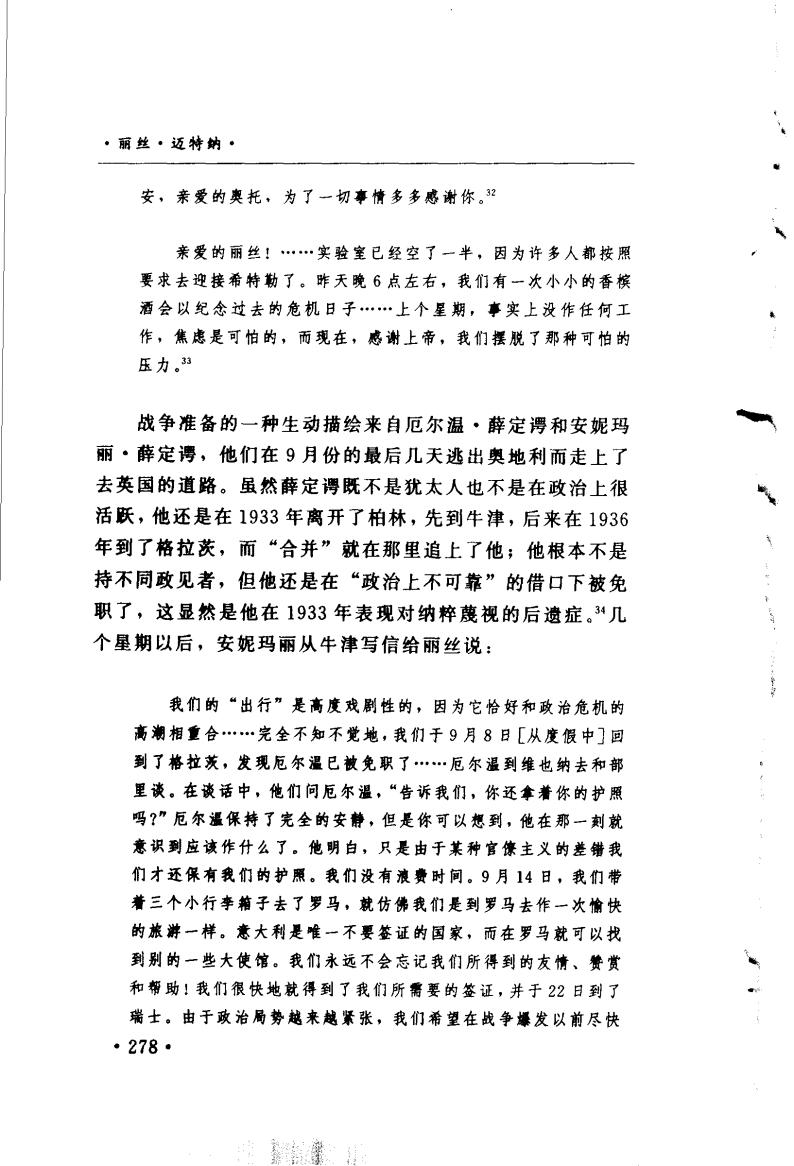 ·丽丝·迈特纳·
安，亲爱的奥托，为了一切事情多多感谢你。³²
亲爱的丽丝！……实验室已经空了一半，因为许多人都按照
要求去迎接希特勒了。昨天晚6点左右，我们有一次小小的香槟
酒会以纪念过去的危机日子……上个星期，事实上没作任何工
作，焦虑是可怕的，而现在，感谢上帝，我们摆脱了那种可怕的
压力。³³
战争准备的一种生动描绘来自厄尔温·薛定谔和安妮玛
丽·薛定谔，他们在9月份的最后几天逃出奥地利而走上了
去英国的道路。虽然薛定谔既不是犹太人也不是在政治上很
活跃，他还是在1933年离开了柏林，先到牛津，后来在1936
年到了格拉茨，而“合并”就在那里追上了他；他根本不是
持不同政见者，但他还是在“政治上不可靠”的借口下被免
职了，这显然是他在1933年表现对纳粹蔑视的后遗症。³⁴几
个星期以后，安妮玛丽从牛津写信给丽丝说：
我们的“出行”是高度戏剧性的，因为它恰好和政治危机的
高潮相重合……完全不知不觉地，我们于9月8日[从度假中]回
到了格拉茨，发现厄尔温已被免职了……厄尔温到维也纳去和部
里谈。在谈话中，他们问厄尔温，“告诉我们，你还拿着你的护照
吗？”厄尔温保持了完全的安静，但是你可以想到，他在那一刻就
意识到应该作什么了。他明白，只是由于某种官僚主义的差错我
们才还保有我们的护照。我们没有浪费时间。9月14日，我们带
着三个小行李箱子去了罗马，就仿佛我们是到罗马去作一次愉快
的旅游一样。意大利是唯一不要签证的国家，而在罗马就可以找
到别的一些大使馆。我们永远不会忘记我们所得到的友情、赞赏
和帮助！我们很快地就得到了我们所需要的签证，并于22日到了
瑞士。由于政治局势越来越紧张，我们希望在战争爆发以前尽快
·278·